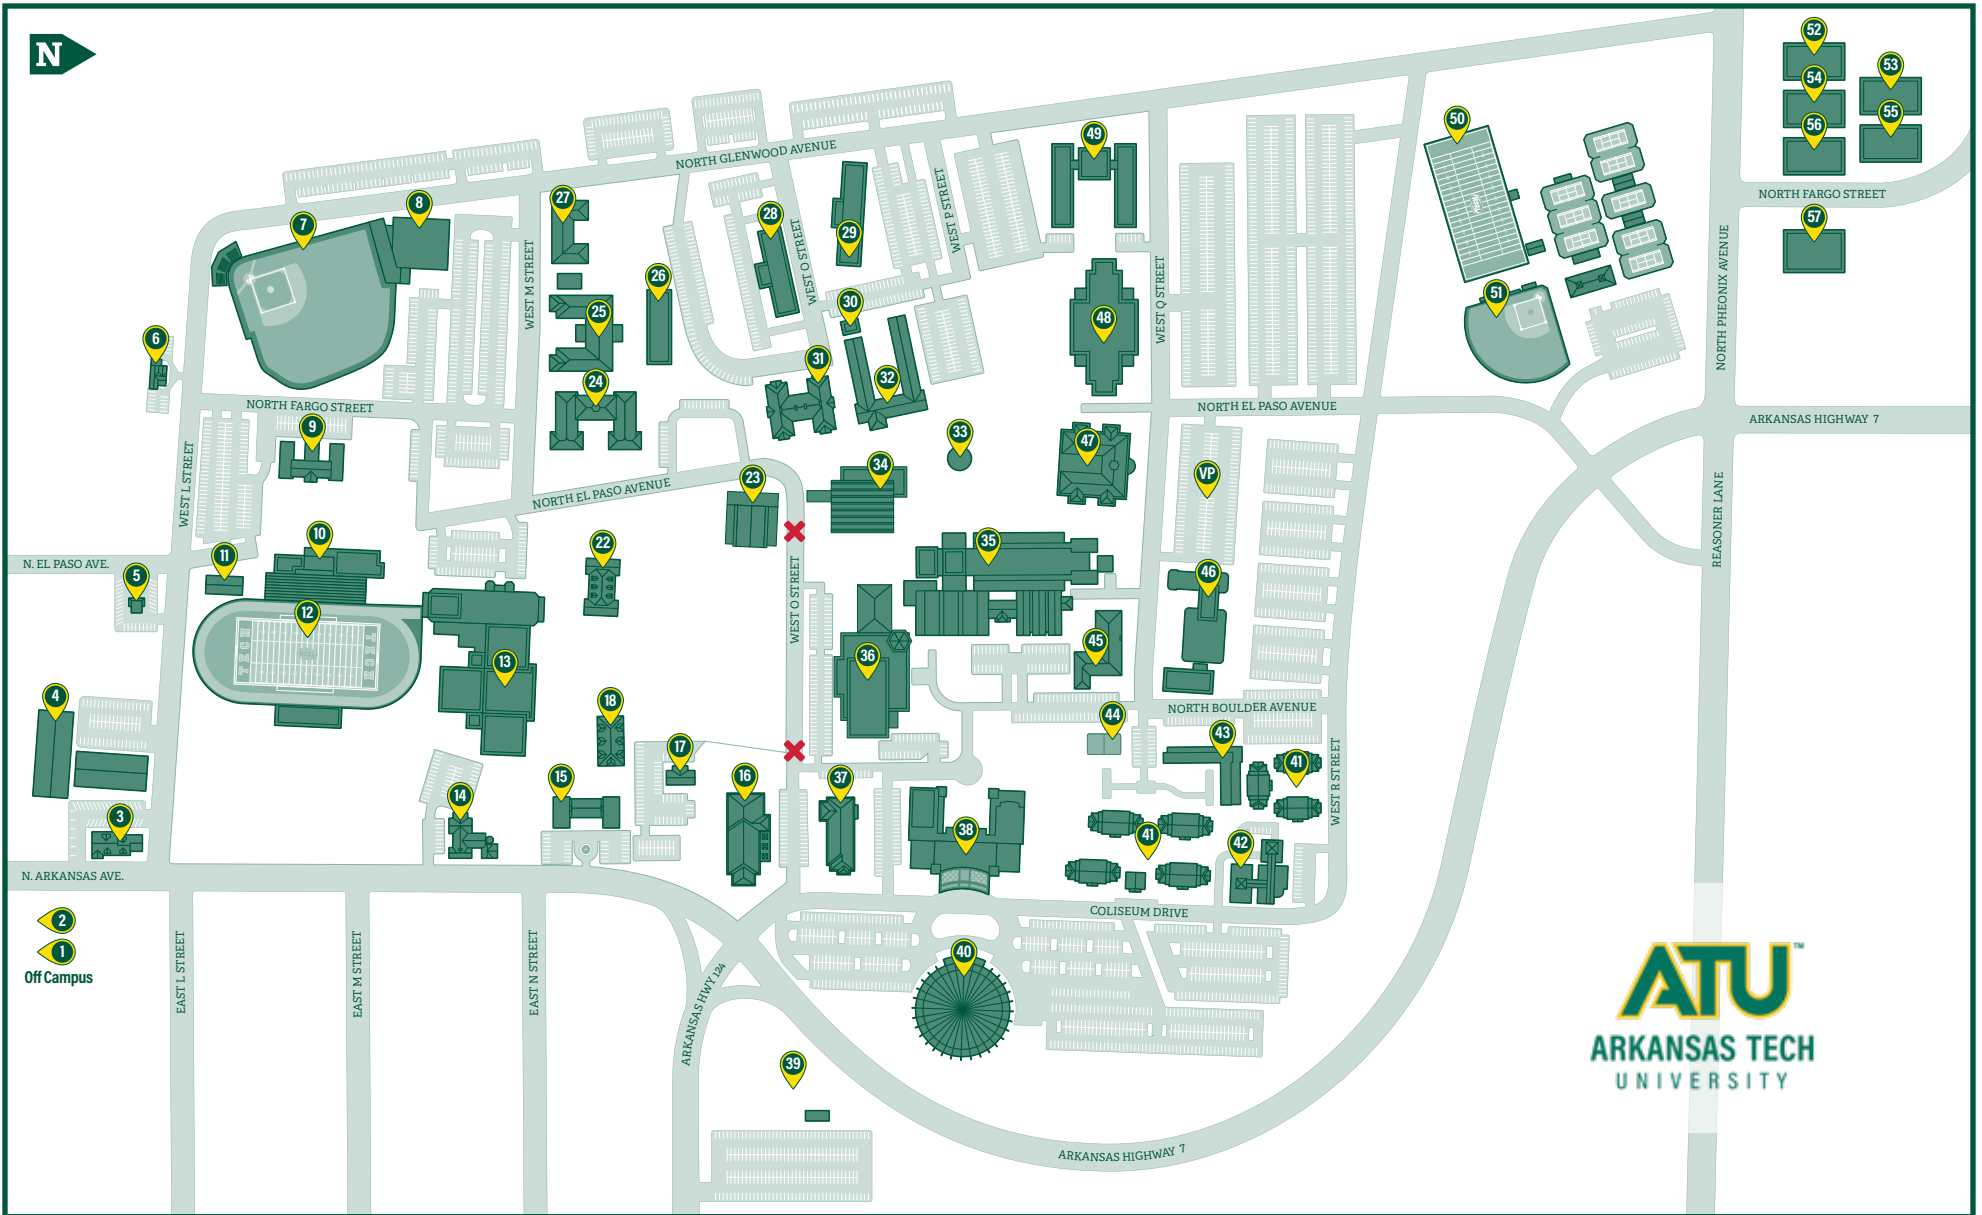 N
52
53
54
55
56
50
49
NORTH GLENWOOD AVENUE
NORTH FARGO STREET
57
27
8
7
28
29
WEST P STREET
WEST O STREET
WEST M STREET
26
25
30
48
WEST Q STREET
51
NORTH PHEONIX AVENUE
6
31
32
24
NORTH FARGO STREET
NORTH EL PASO AVENUE
ARKANSAS HIGHWAY 7
9
33
47
WEST L STREET
34
VP
23
NORTH EL PASO AVENUE
REASONER LANE
10
22
35
11
N. EL PASO AVE.
5
46
12
WEST O STREET
TECH
TECH
13
36
45
4
18
NORTH BOULDER AVENUE
44
43
17
41
15
16
37
14
WEST R STREET
3
38
41
42
N. ARKANSAS AVE.
COLISEUM DRIVE
2
1
Off Campus
40
EAST L STREET
EAST M STREET
EAST N STREET
ARKANSAS HWY 124
39
ARKANSAS HIGHWAY 7
ATU™
ARKANSAS TECH
UNIVERSITY